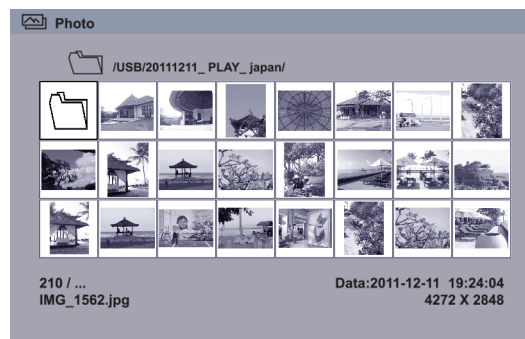 Photo
/USB/20111211_ PLAY_ japan/
210 / ...
Data:2011-12-11 19:24:04
IMG_1562.jpg
4272 X 2848